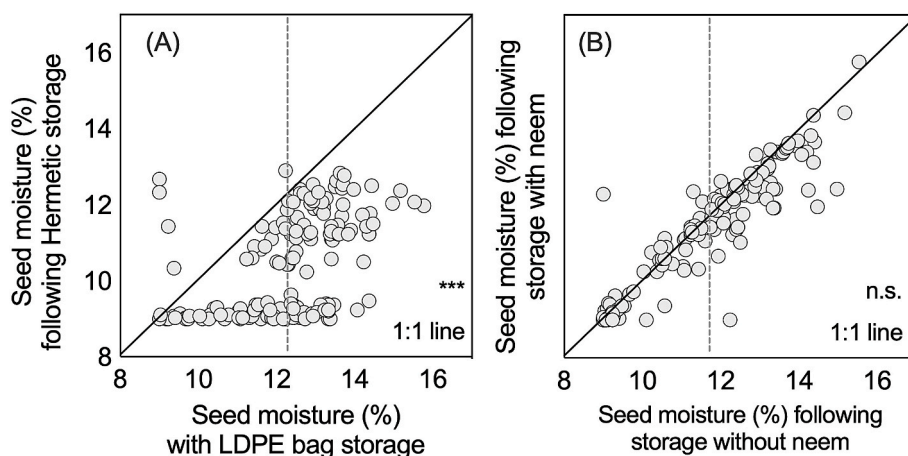 (A)
Seed moisture (%)
following Hermetic storage
16
14
12
10
8
***
1:1 line
8 10 12 14 16
Seed moisture (%)
with LDPE bag storage
(B)
Seed moisture (%) following
storage with neem
n.s.
1:1 line
8 10 12 14 16
Seed moisture (%) following
storage without neem